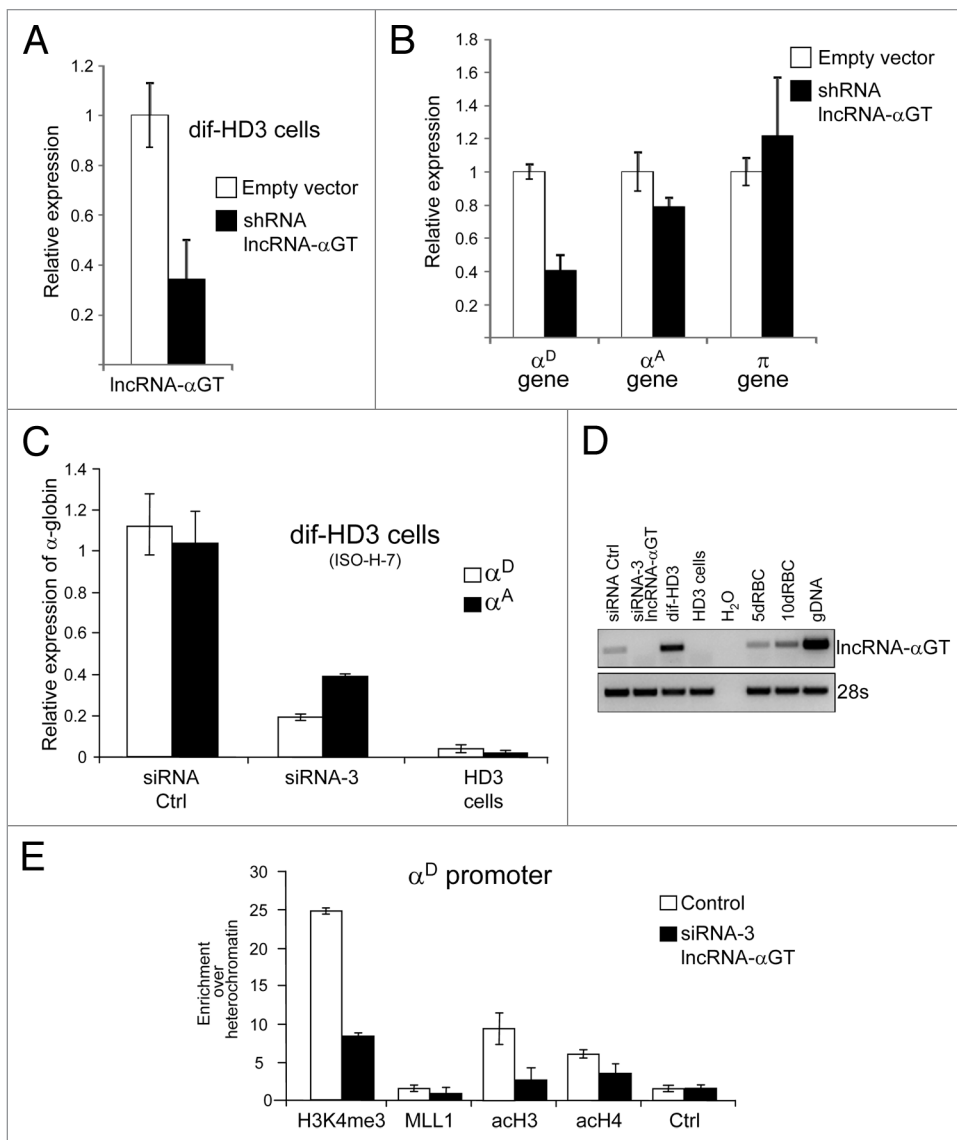 A
1.2
1
0.8
0.6
0.4
0.2
Relative expression
dif-HD3 cells
Empty vector
shRNA
lncRNA-αGT
lncRNA-αGT
B
1.8
1.6
1.4
1.2
1.0
0.8
0.6
0.4
0.2
Relative expression
Empty vector
shRNA
lncRNA-αGT
α^D gene
α^A gene
π gene
C
1.4
1.2
1
0.8
0.6
0.4
0.2
0
Relative expression of α-globin
dif-HD3 cells
(ISO-H-7)
α^D
α^A
siRNA Ctrl
siRNA-3
HD3 cells
D
siRNA Ctrl
siRNA-3
lncRNA-αGT
dif-HD3
HD3 cells
H₂O
5dRBC
10dRBC
gDNA
lncRNA-αGT
28s
E
α^D promoter
30
25
20
15
10
5
0
Enrichment
over
heterochromatin
Control
siRNA-3
lncRNA-αGT
H3K4me3 MLL1 acH3 acH4 Ctrl